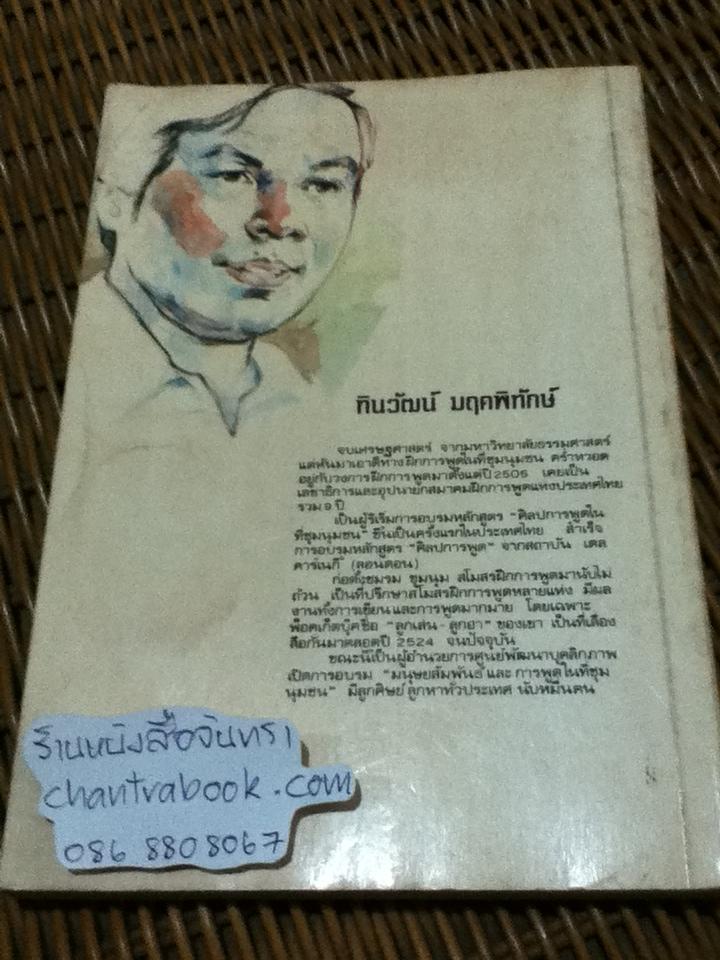 ทินวัฒน์ มฤคพิทักษ์
จบเศรษฐศาสตร์ จากมหาวิทยาลัยธรรมศาสตร์
แต่หันมาเอาดีทางฝึกการพูดในที่ชุมนุมชน คร่ำหวอด
อยู่กับวงการฝึกการพูดมาตั้งแต่ปี 2506 เคยเป็น
เลขาธิการและอุปนายกสมาคมฝึกการพูดแห่งประเทศไทย
รวม 9 ปี
เป็นผู้ริเริ่มการอบรมหลักสูตร "ศิลปการพูดใน
ที่ชุมนุมชน" ขึ้นเป็นครั้งแรกในประเทศไทย สำเร็จ
การอบรมหลักสูตร "ศิลปการพูด" จากสถาบัน เดล
คาร์เนกี้ (ลอนดอน)
ก่อตั้งชมรม ชุมนุม สโมสรฝึกการพูดมานับไม่
ถ้วน เป็นที่ปรึกษาสโมสรฝึกการพูดหลายแห่ง มีผล
งานทั้งการเขียนและการพูดมากมาย โดยเฉพาะ
พ็อคเก็ตบุ๊คชื่อ "ลูกเล่น - ลูกฮา" ของเขา เป็นที่เลื่อง
ลือกันมาตลอดปี 2524 จนปัจจุบัน
ขณะนี้เป็นผู้อำนวยการศูนย์พัฒนาบุคลิกภาพ
เปิดการอบรม "มนุษยสัมพันธ์ และ การพูดในที่ชุม
นุมชน" มีลูกศิษย์ลูกหาทั่วประเทศ นับหมื่นคน
ร้านหนังสือจันทรา
chantrabook.com
086 8808067